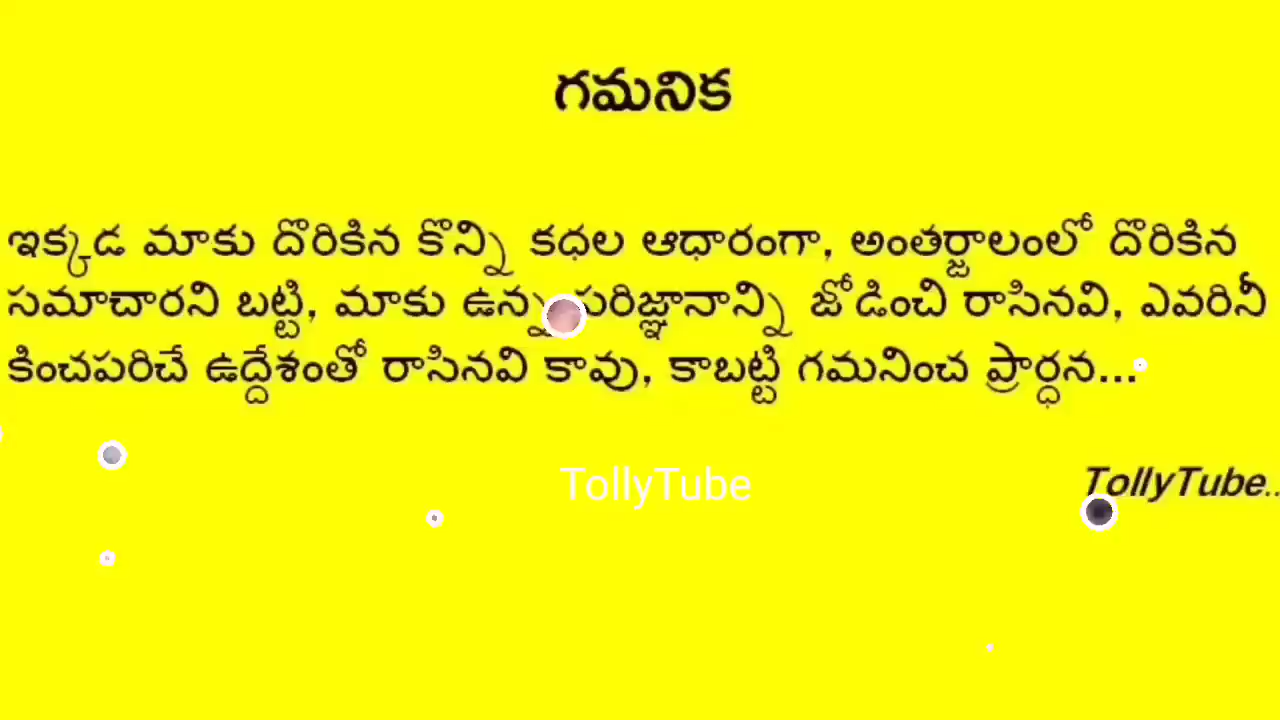 గమనిక
ఇక్కడ మాకు దొరికిన కొన్ని కధల ఆధారంగా, అంతర్జాలంలో దొరికిన
సమాచారని బట్టి, మాకు ఉన్న పరిజ్ఞానాన్ని జోడించి రాసినవి, ఎవరినీ
కించపరిచే ఉద్దేశంతో రాసినవి కావు, కాబట్టి గమనించ ప్రార్ధన...
TollyTube
TollyTube..